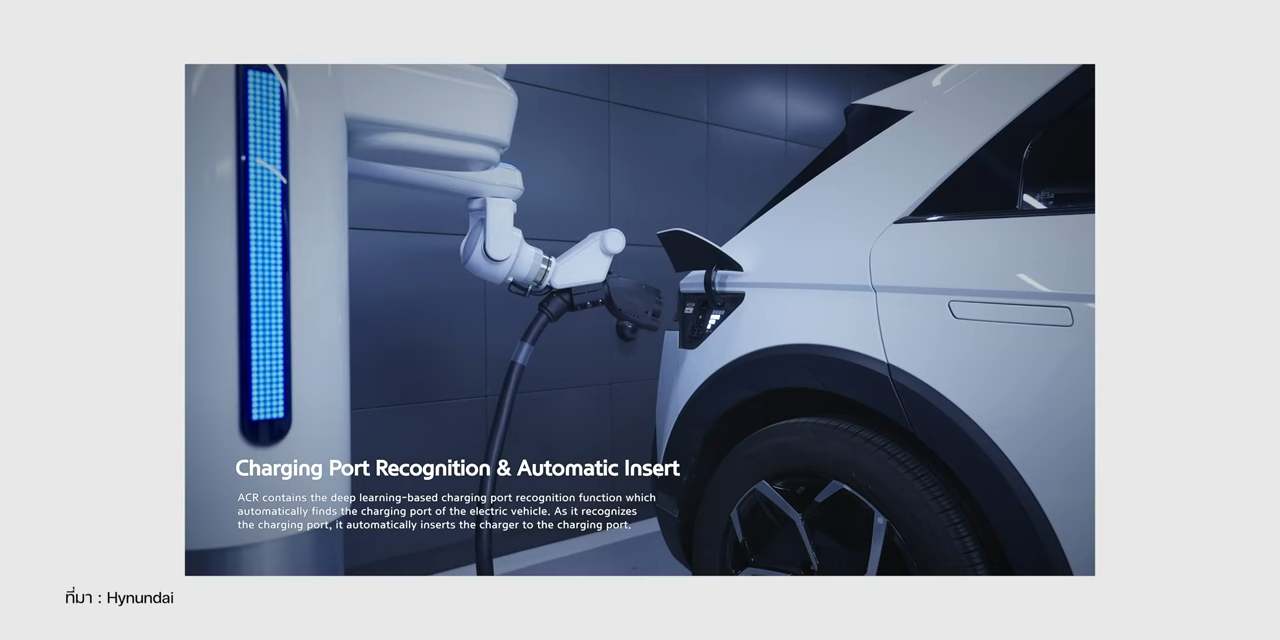 Charging Port Recognition & Automatic Insert
ACR contains the deep learning-based charging port recognition function which
automatically finds the charging port of the electric vehicle. As it recognizes
the charging port, it automatically inserts the charger to the charging port.
ที่มา : Hynundai